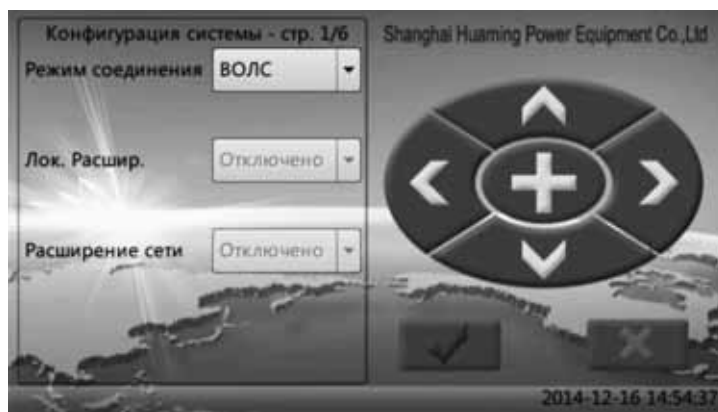 Конфигурация системы - стр. 1/6
Shanghai Huaming Power Equipment Co.,Ltd
Режим соединения ВОЛС
Лок. Расшир. Отключено
Расширение сети Отключено
2014-12-16 14:54:37